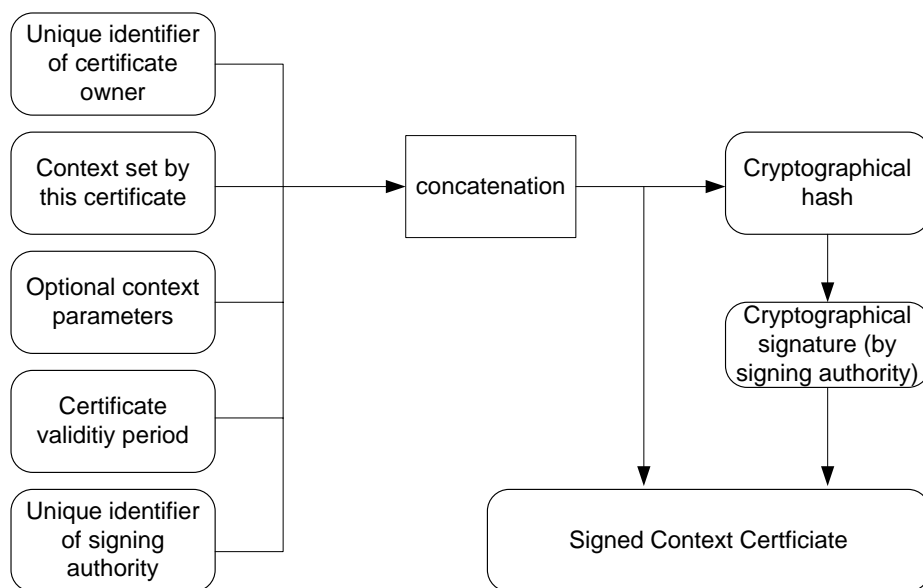 Unique identifier
of certificate
owner
Context set by
this certificate
Optional context
parameters
Certificate
validitiy period
Unique identifier
of signing
authority
concatenation
Cryptographical
hash
Cryptographical
signature (by
signing authority)
Signed Context Certficiate